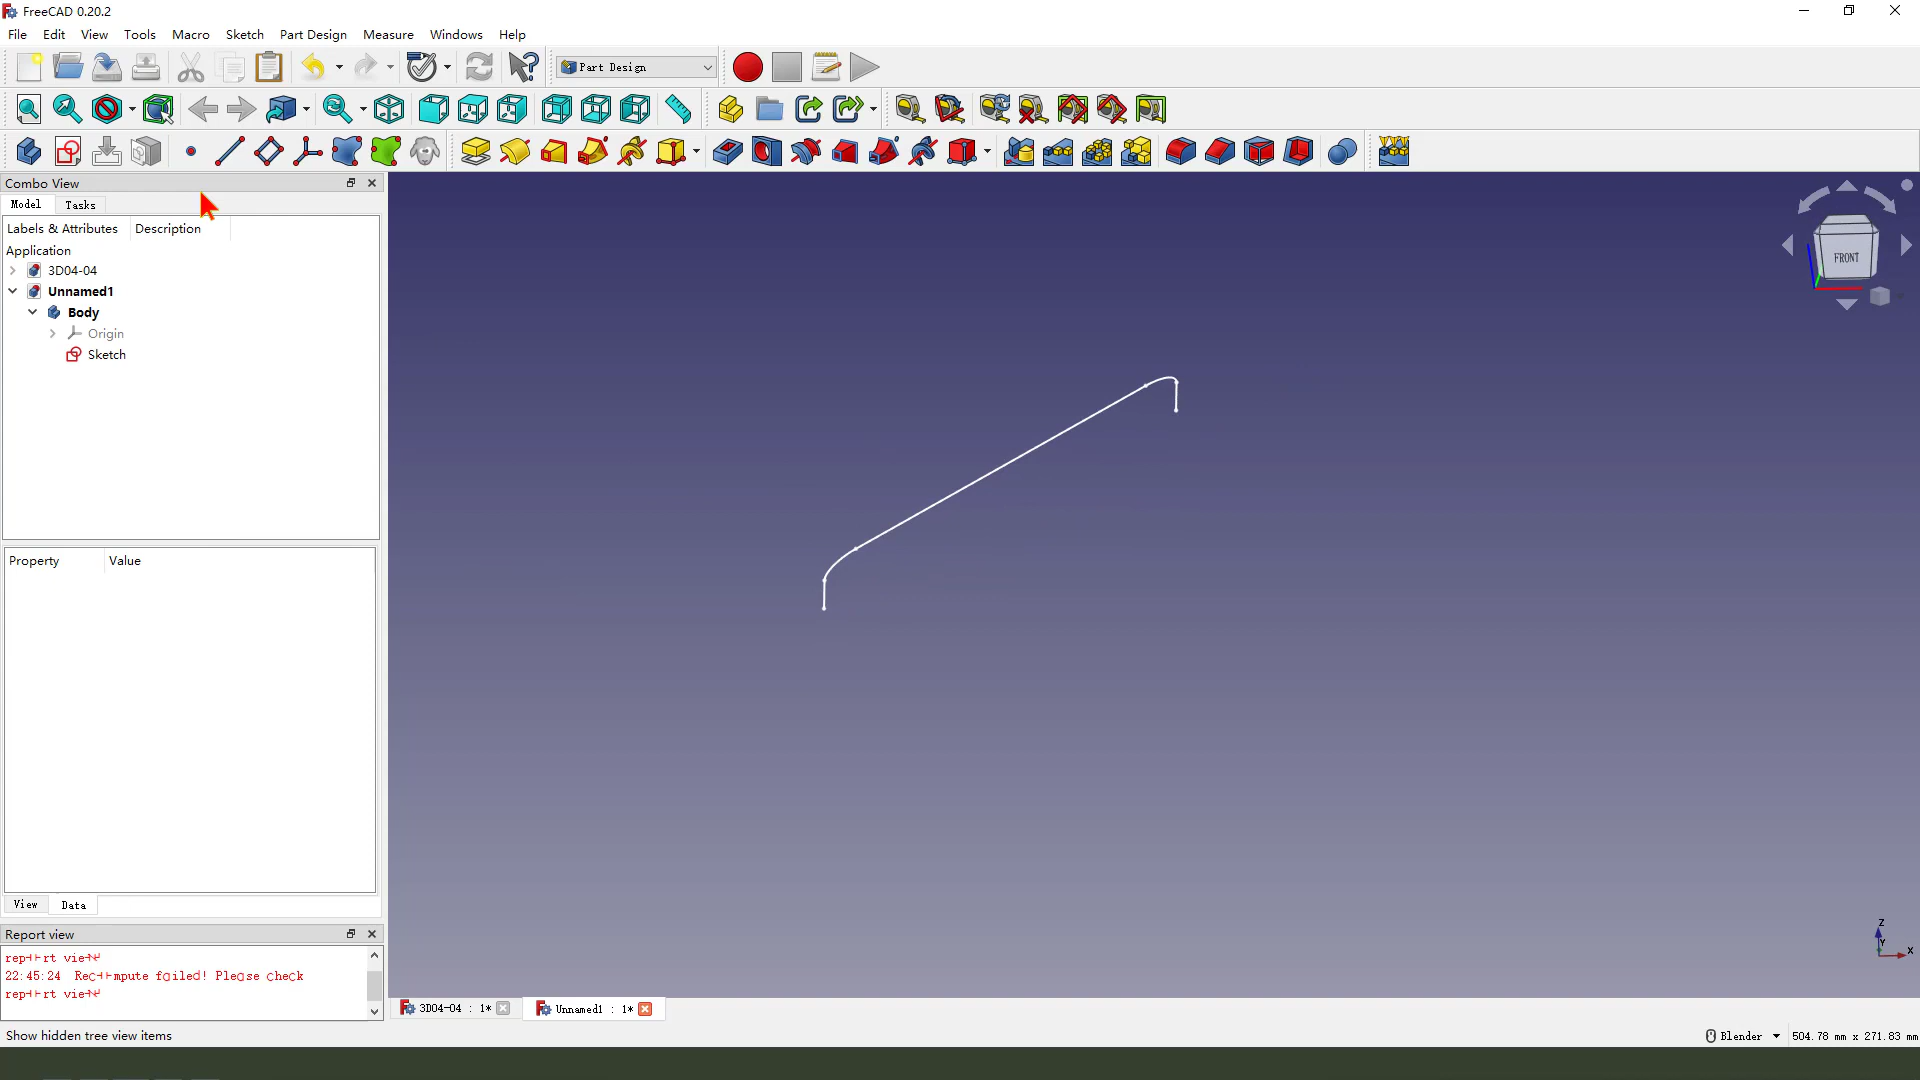 FreeCAD 0.20.2
File Edit View Tools Macro Sketch Part Design Measure Windows Help
Part Design
Combo View
Model Tasks
Labels & Attributes Description
Application
3D04-04
Unnamed1
Body
Origin
Sketch
FRONT
Property Value
View Data
Report view
22:45:24
Z
Y
X
3D04-04 : 1*
Unnamed1 : 1*
Show hidden tree view items
Blender
504.78 mm x 271.83 mm